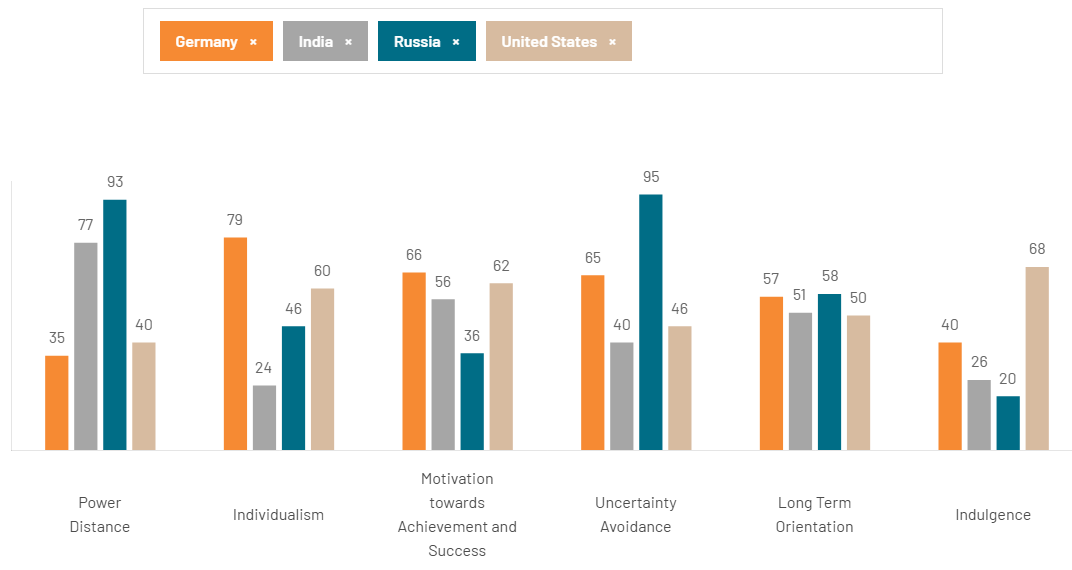 Germany × India × Russia × United States ×
35 77 93 40
79 24 46 60
66 56 36 62
65 40 95 46
57 51 58 50
40 26 20 68
Power
Distance
Individualism
Motivation
towards
Achievement and
Success
Uncertainty
Avoidance
Long Term
Orientation
Indulgence